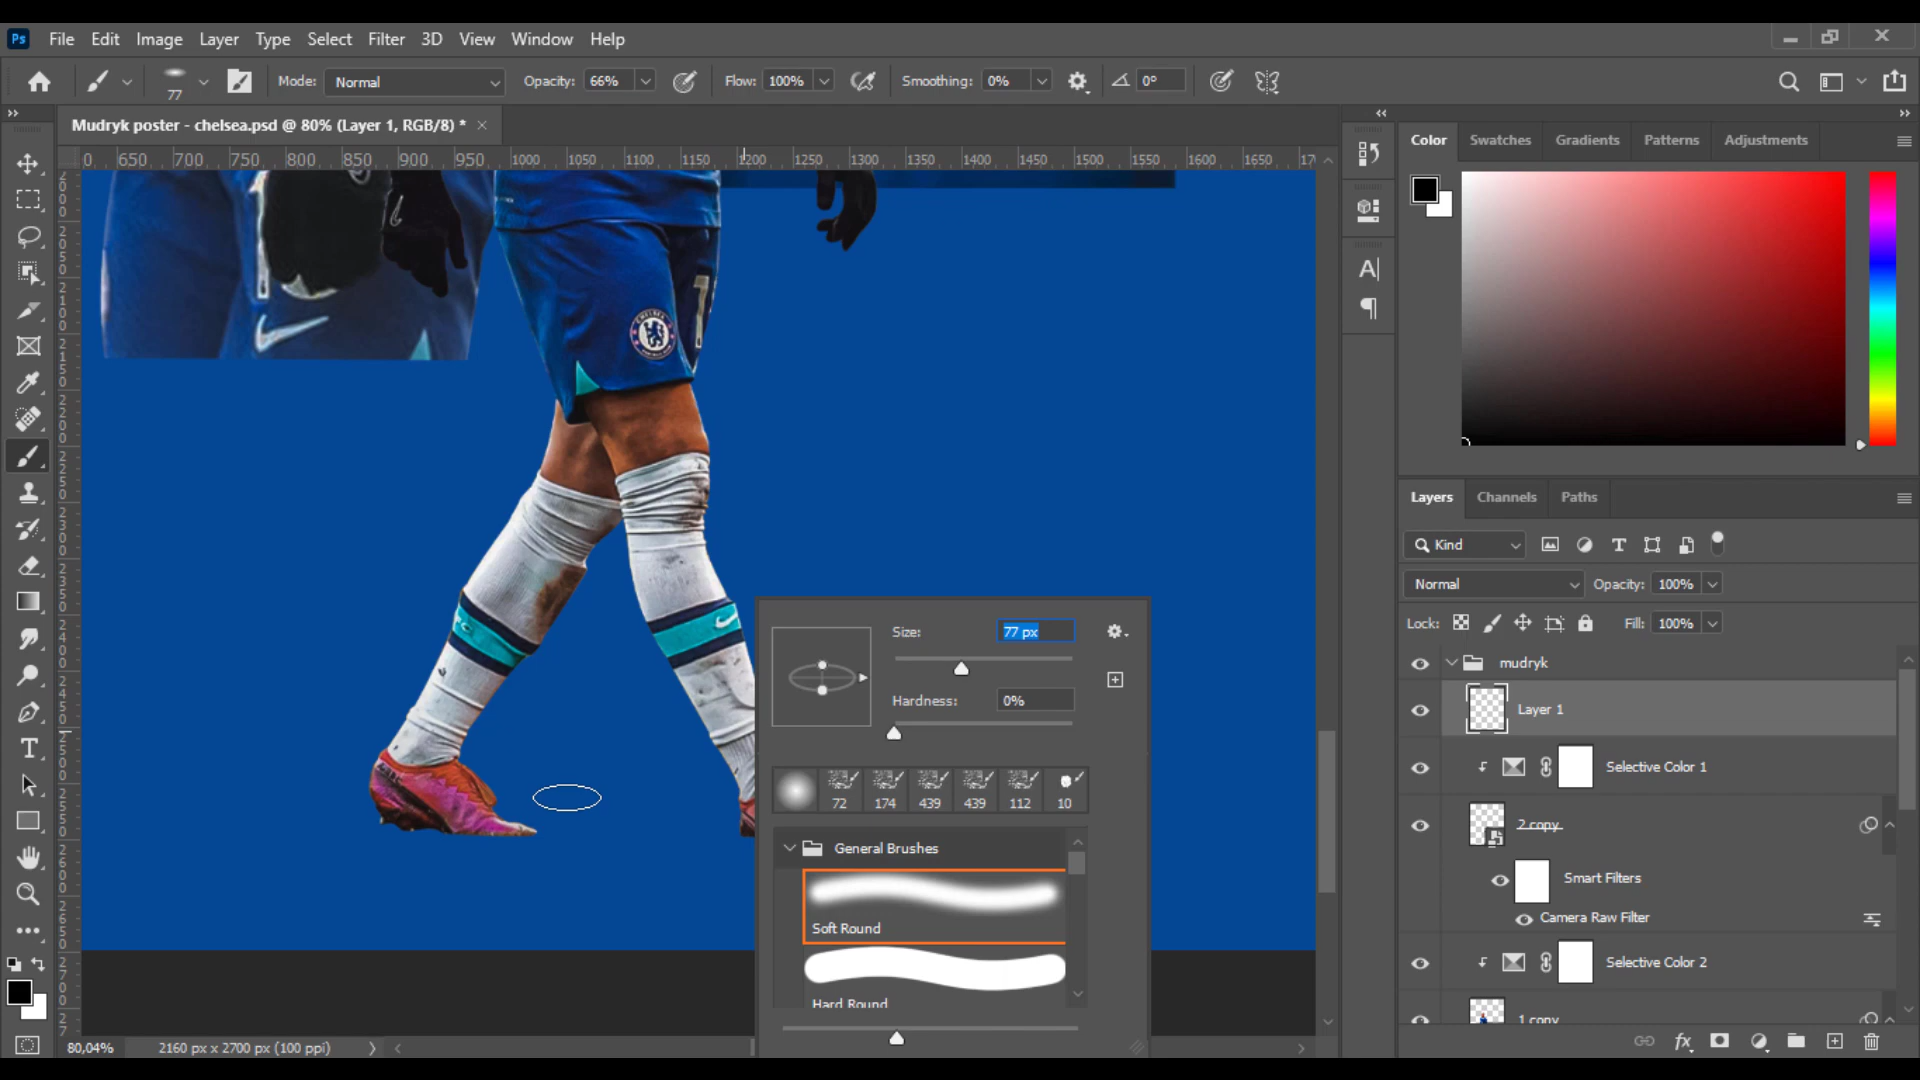 Ps File Edit Image Layer Type Select Filter 3D View Window Help
77 Mode: Normal Opacity: 66% Flow: 100% Smoothing: 0% 0°
Mudryk poster - chelsea.psd @ 80% (Layer 1, RGB/8) *
0 650 700 750 800 850 900 950 1000 1050 1100 1150 1200 1250 1300 1350 1400 1450 1500 1550 1600 1650 17
Color Swatches Gradients Patterns Adjustments
CHELSEA
1
Size: 77 px
Hardness: 0%
72 174 439 439 112 10
General Brushes
Soft Round
Hard Round
Layers Channels Paths
Kind
Normal Opacity: 100%
Lock: Fill: 100%
mudryk
Layer 1
Selective Color 1
2 copy
Smart Filters
Camera Raw Filter
Selective Color 2
1 copy
80,04% 2160 px x 2700 px (100 ppi)